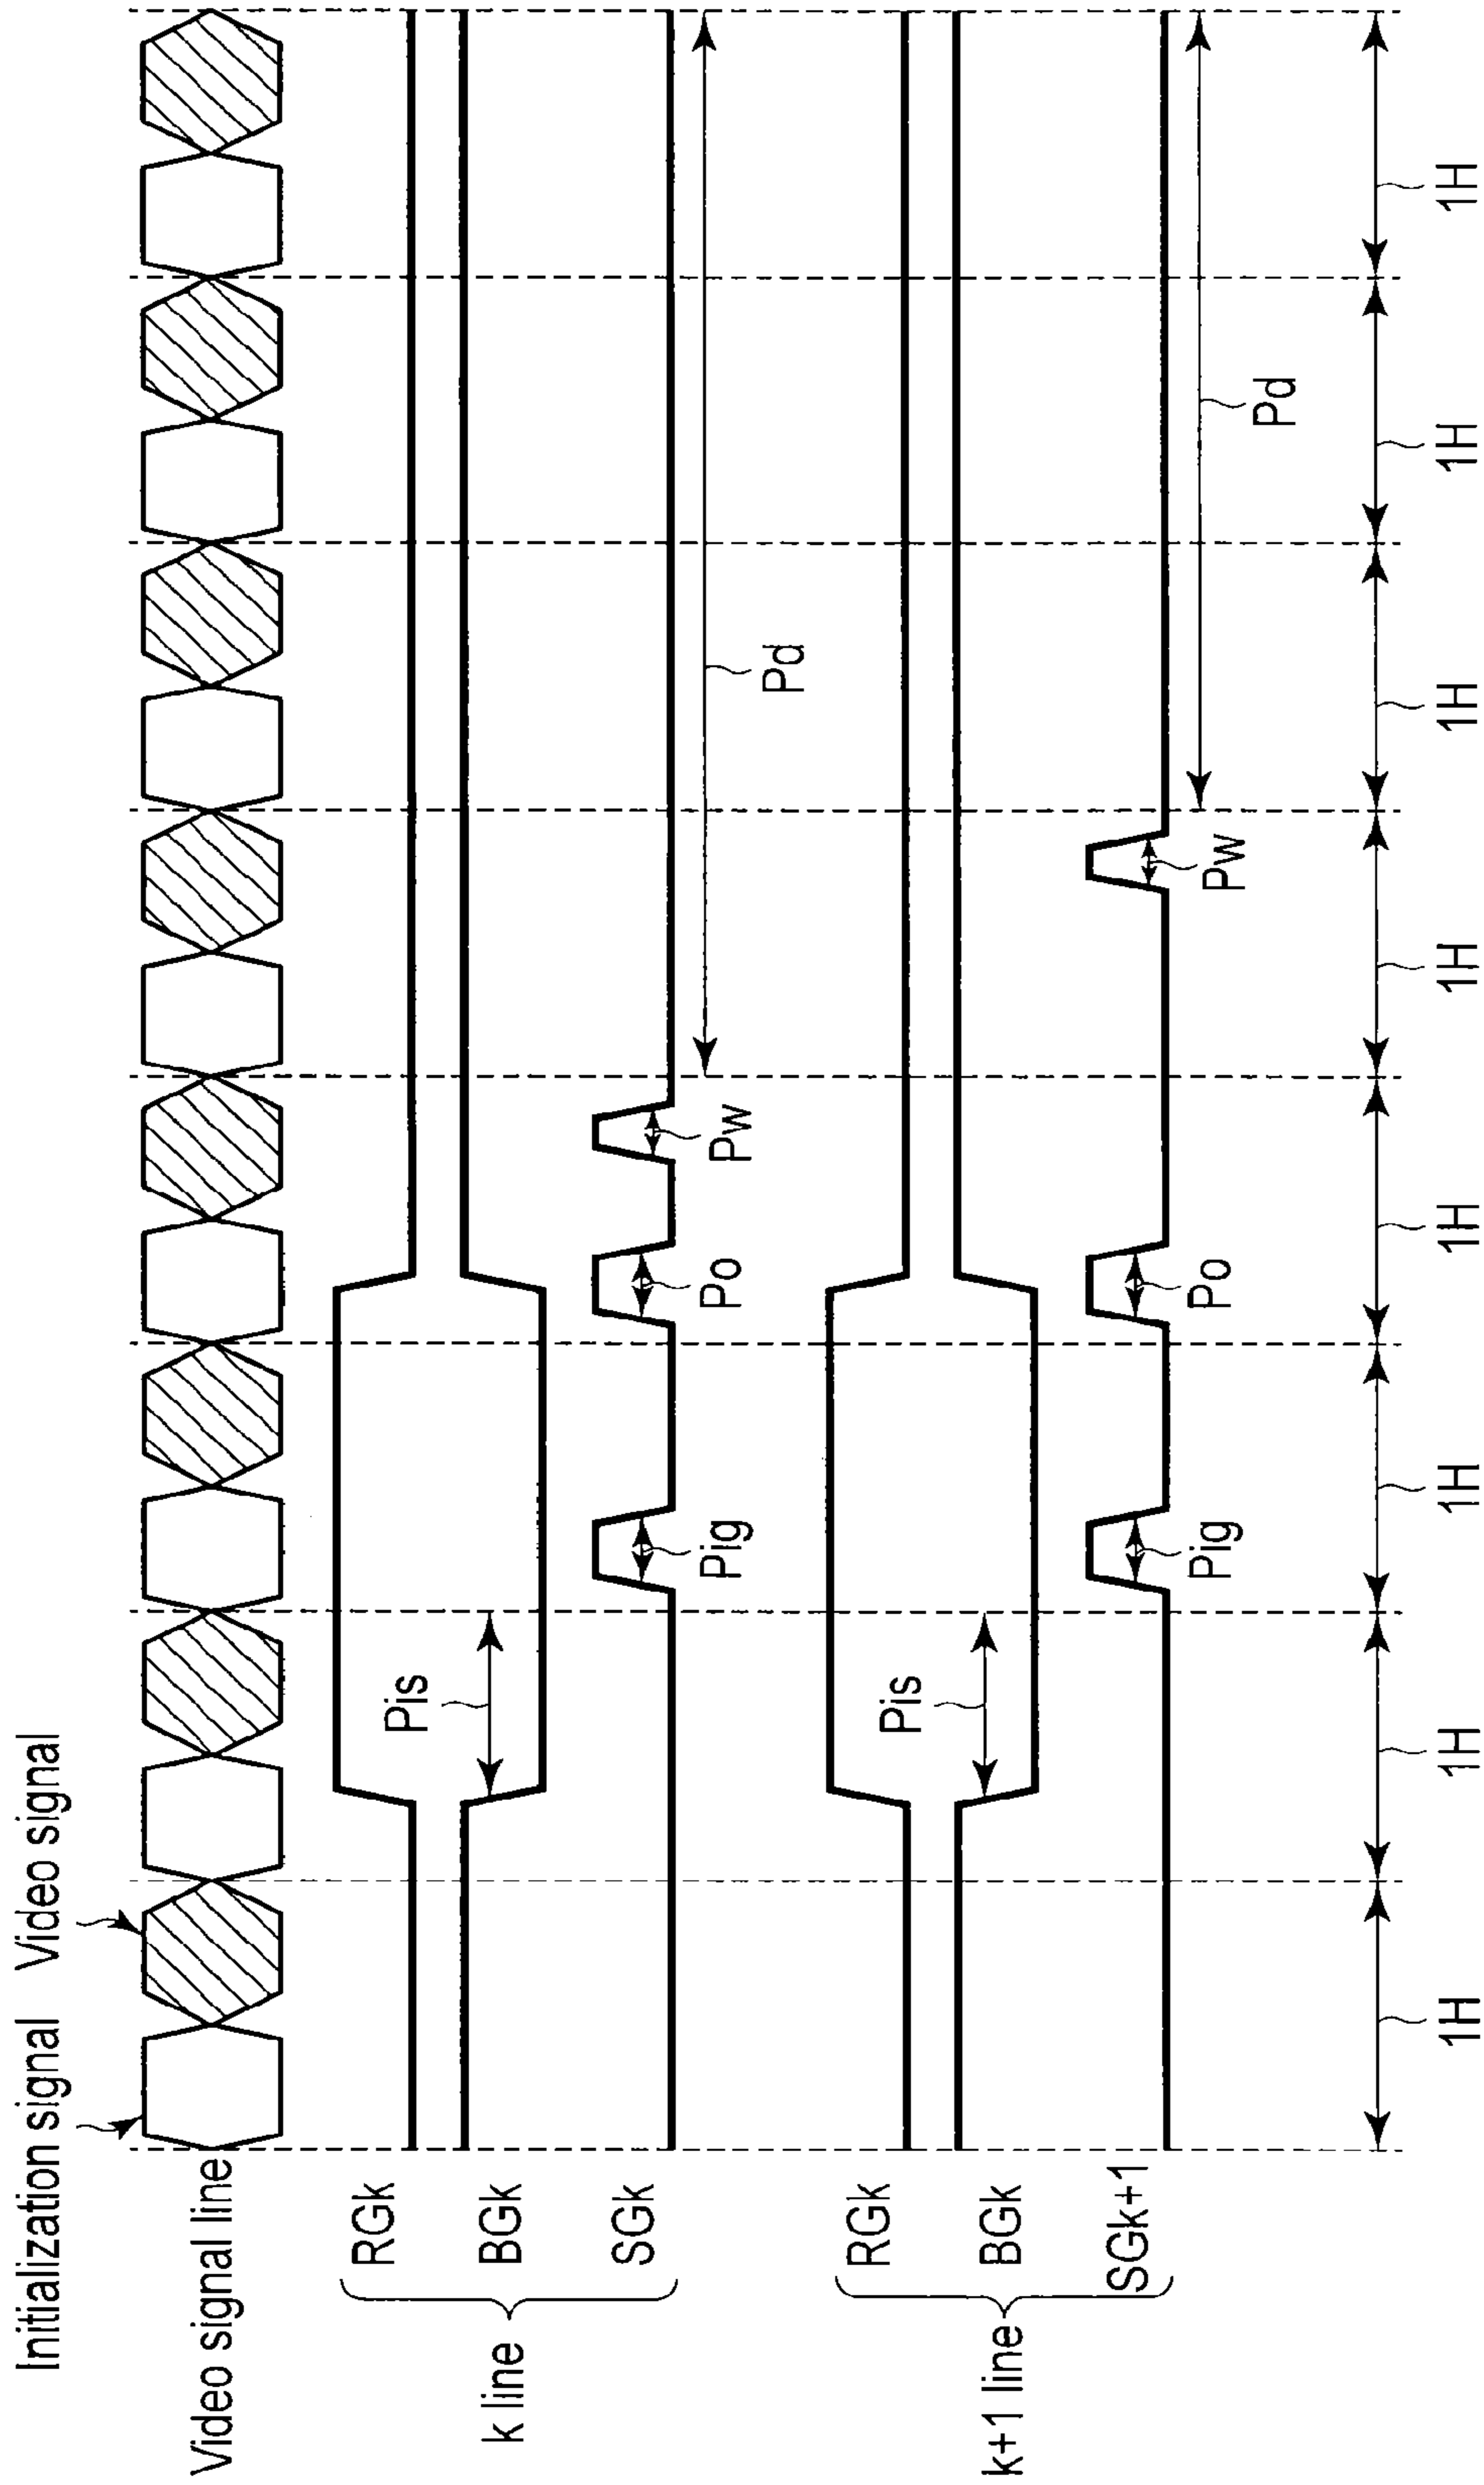 Initialization signal Video signal
Video signal line
k line
RGk
BGk
Pis
SGk
Pig
Po
Pw
Pd
k+1 line
RGk
BGk
Pis
SGk+1
Pig
Po
Pw
Pd
1H 1H 1H 1H 1H 1H 1H 1H